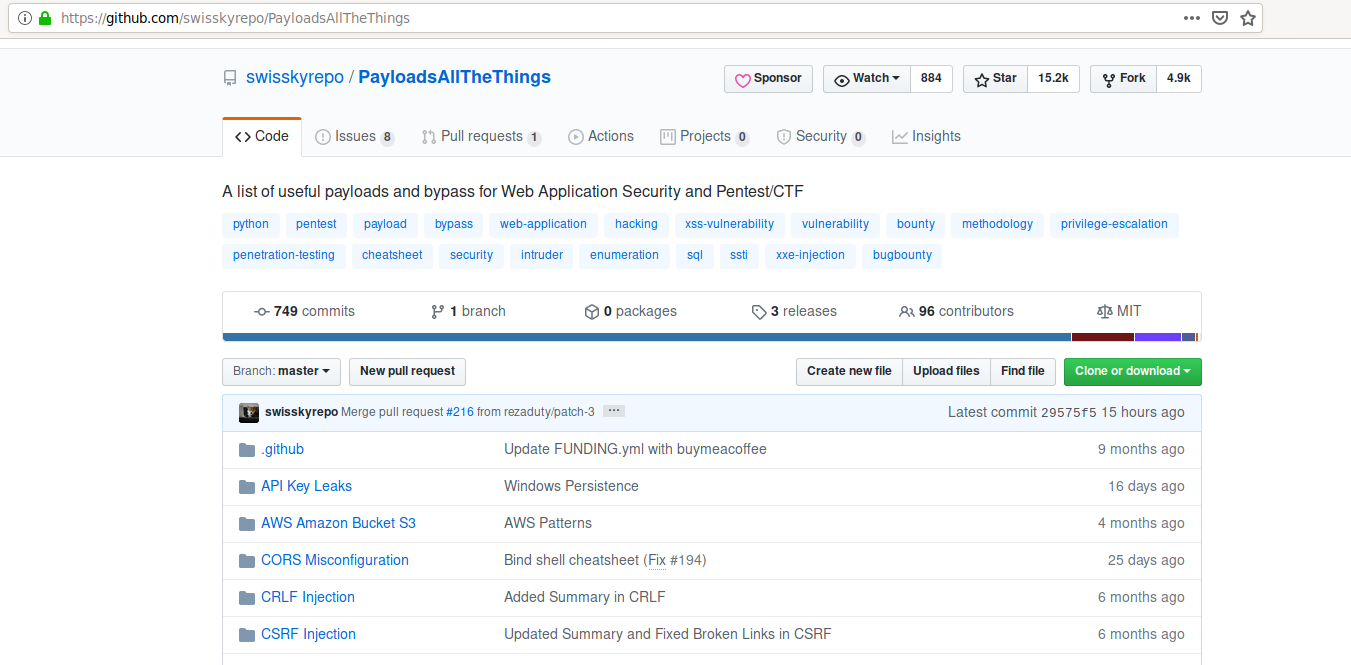 https://github.com/swisskyrepo/PayloadsAllTheThings
swisskyrepo / PayloadsAllTheThings Sponsor Watch 884 Star 15.2k Fork 4.9k
Code Issues 8 Pull requests 1 Actions Projects 0 Security 0 Insights
A list of useful payloads and bypass for Web Application Security and Pentest/CTF
python pentest payload bypass web-application hacking xss-vulnerability vulnerability bounty methodology privilege-escalation
penetration-testing cheatsheet security intruder enumeration sql ssti xxe-injection bugbounty
749 commits 1 branch 0 packages 3 releases 96 contributors MIT
Branch: master New pull request Create new file Upload files Find file Clone or download
swisskyrepo Merge pull request #216 from rezaduty/patch-3 ... Latest commit 29575f5 15 hours ago
.github Update FUNDING.yml with buymeacoffee 9 months ago
API Key Leaks Windows Persistence 16 days ago
AWS Amazon Bucket S3 AWS Patterns 4 months ago
CORS Misconfiguration Bind shell cheatsheet (Fix #194) 25 days ago
CRLF Injection Added Summary in CRLF 6 months ago
CSRF Injection Updated Summary and Fixed Broken Links in CSRF 6 months ago